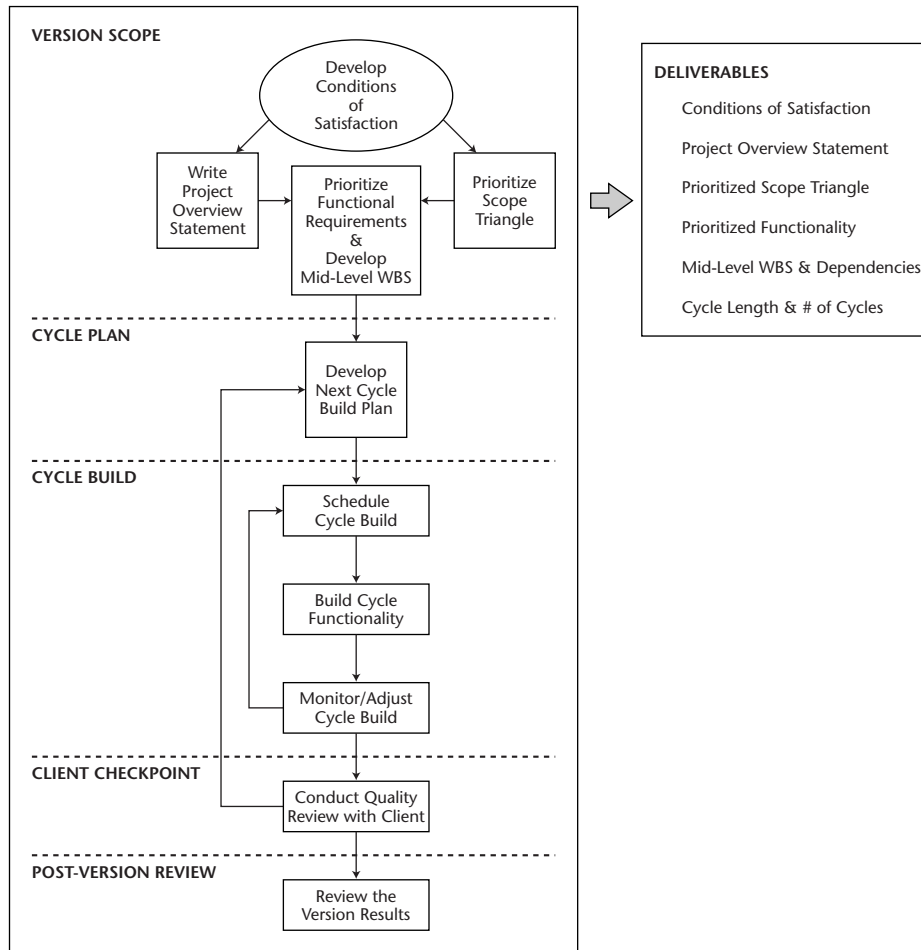 VERSION SCOPE
Develop
Conditions
of
Satisfaction
Write
Project
Overview
Statement
Prioritize
Functional
Requirements
&
Develop
Mid-Level WBS
Prioritize
Scope
Triangle
CYCLE PLAN
Develop
Next Cycle
Build Plan
CYCLE BUILD
Schedule
Cycle Build
Build Cycle
Functionality
Monitor/Adjust
Cycle Build
CLIENT CHECKPOINT
Conduct Quality
Review with Client
POST-VERSION REVIEW
Review the
Version Results
DELIVERABLES
Conditions of Satisfaction
Project Overview Statement
Prioritized Scope Triangle
Prioritized Functionality
Mid-Level WBS & Dependencies
Cycle Length & # of Cycles